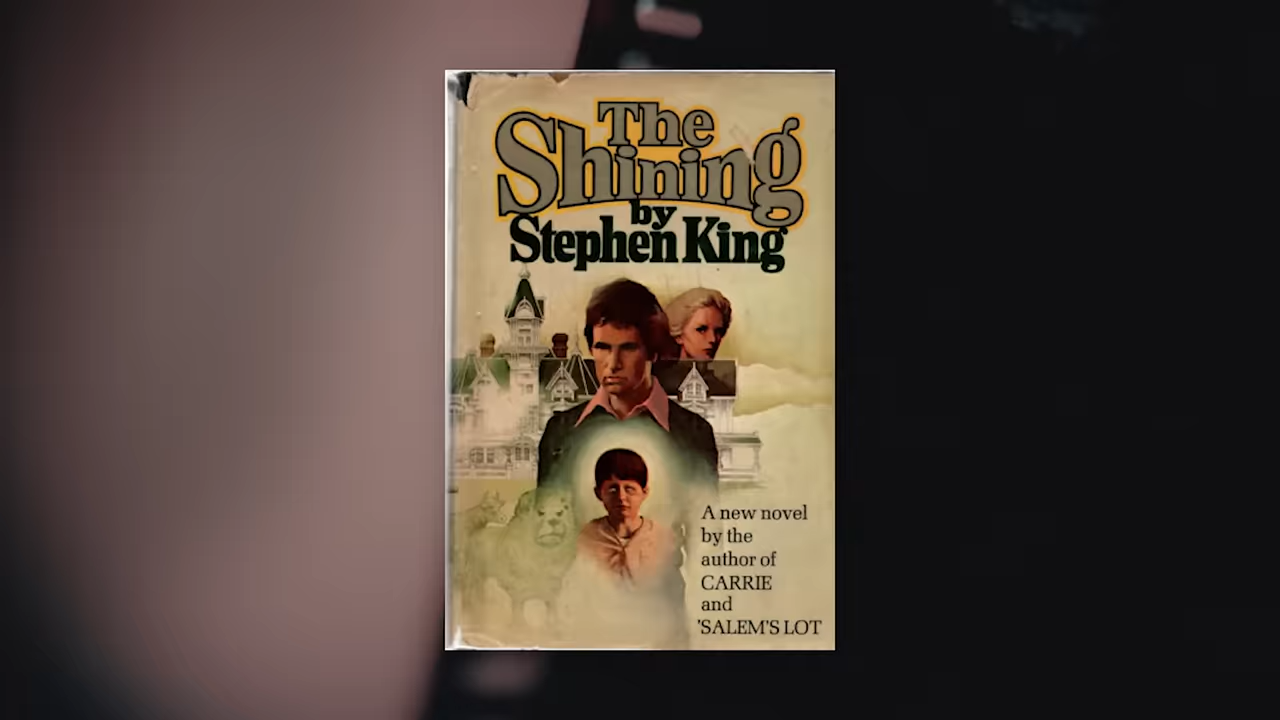 The
Shining
by
Stephen King
A new novel
by the
author of
CARRIE
and
'SALEM'S LOT